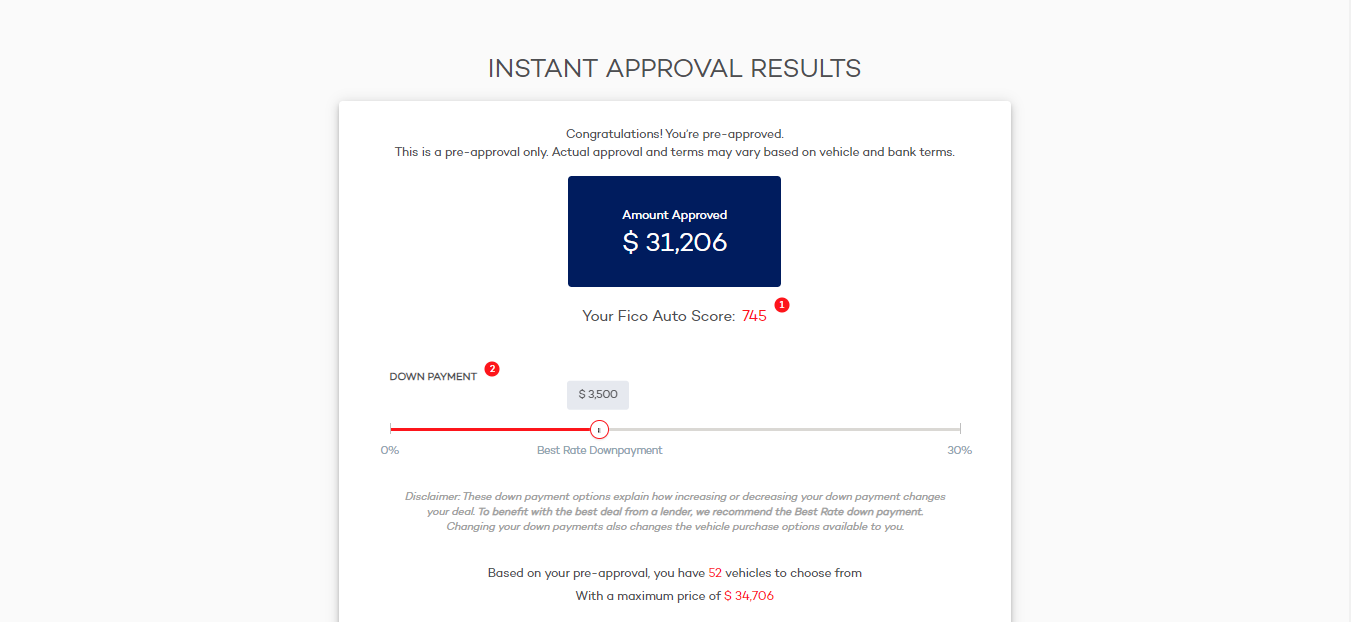 INSTANT APPROVAL RESULTS
Congratulations! You're pre-approved.
This is a pre-approval only. Actual approval and terms may vary based on vehicle and bank terms.
Amount Approved
$ 31,206
Your Fico Auto Score: 745 1
DOWN PAYMENT 2
$ 3,500
0% Best Rate Downpayment 30%
Disclaimer: These down payment options explain how increasing or decreasing your down payment changes
your deal. To benefit with the best deal from a lender, we recommend the Best Rate down payment.
Changing your down payments also changes the vehicle purchase options available to you.
Based on your pre-approval, you have 52 vehicles to choose from
With a maximum price of $ 34,706